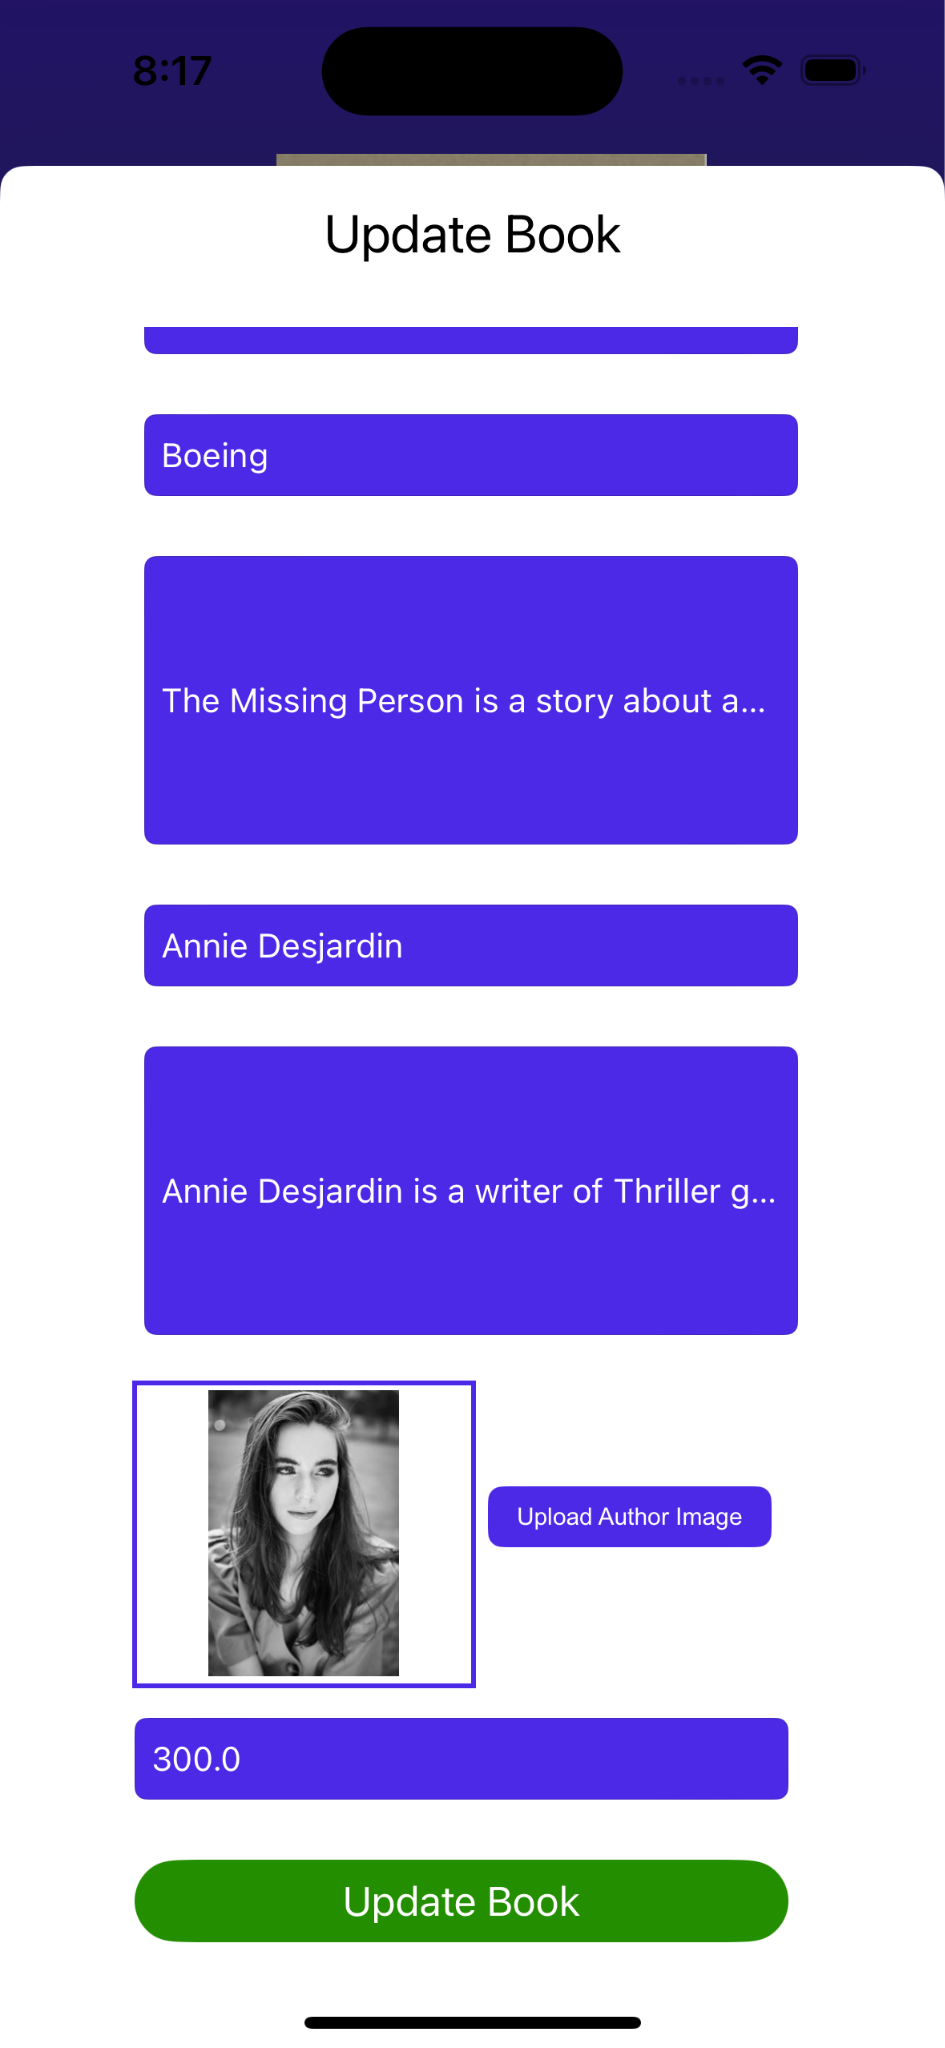 8:17
Update Book
Boeing
The Missing Person is a story about a...
Annie Desjardin
Annie Desjardin is a writer of Thriller g...
Upload Author Image
300.0
Update Book